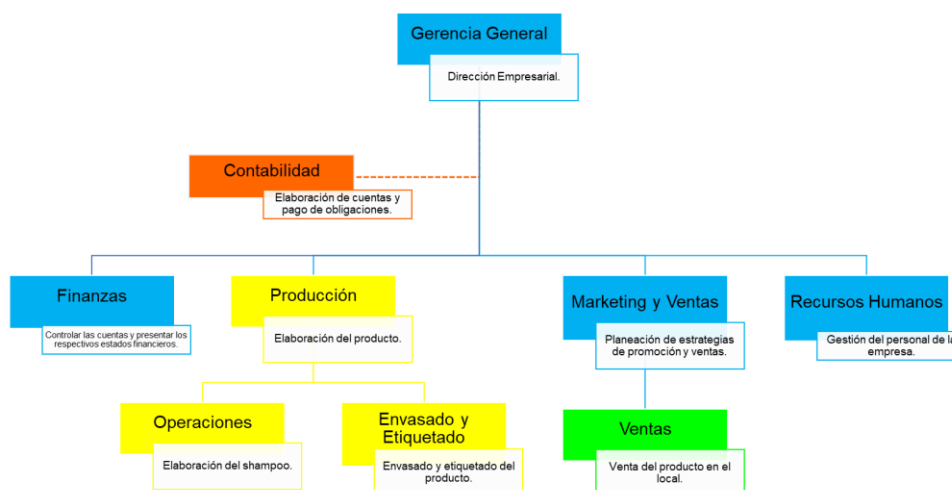 Gerencia General
Dirección Empresarial.
Contabilidad
Elaboración de cuentas y
pago de obligaciones.
Finanzas
Controlar las cuentas y presentar los
respectivos estados financieros.
Producción
Elaboración del producto.
Marketing y Ventas
Planeación de estrategias
de promoción y ventas.
Recursos Humanos
Gestión del personal de la
empresa.
Operaciones
Elaboración del shampoo.
Envasado y
Etiquetado
Envasado y etiquetado del
producto.
Ventas
Venta del producto en el
local.